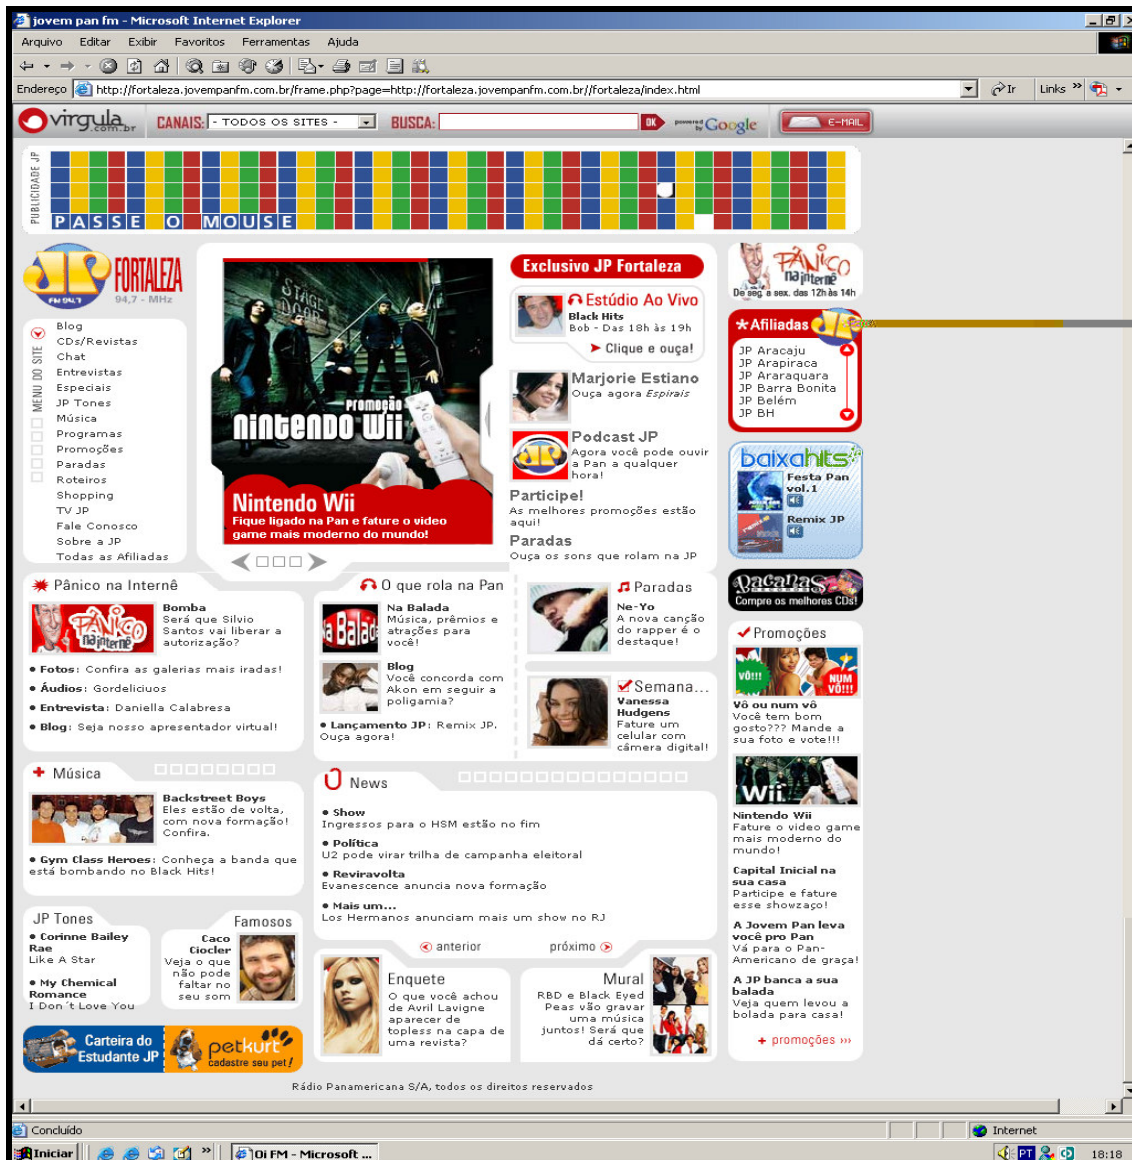 jovem pan fm - Microsoft Internet Explorer
Arquivo Editar Exibir Favoritos Ferramentas Ajuda
Endereço http://fortaleza.jovempanfm.com.br/frame.php?page=http://fortaleza.jovempanfm.com.br//fortaleza/index.html Ir Links »
virgula .com.br CANAIS: - TODOS OS SITES - BUSCA: OK powered by Google E-MAIL
PUBLICIDADE JP
PASSE O MOUSE
JP FORTALEZA
FM 94,7
94,7 - MHz
MENU DO SITE
Blog
CDs/Revistas
Chat
Entrevistas
Especiais
JP Tones
Música
Programas
Promoções
Paradas
Roteiros
Shopping
TV JP
Fale Conosco
Sobre a JP
Todas as Afiliadas
STAGE DOOR
promoção
nintendo wii
Nintendo Wii
Fique ligado na Pan e fature o video
game mais moderno do mundo!
Exclusivo JP Fortaleza
Estúdio Ao Vivo
Black Hits
Bob - Das 18h às 19h
Clique e ouça!
Marjorie Estiano
Ouça agora Espirais
JP
Podcast JP
Agora você pode ouvir
a Pan a qualquer
hora!
Participe!
As melhores promoções estão
aqui!
Paradas
Ouça os sons que rolam na JP
PÂNICO
na internê
De seg. a sex. das 12h às 14h
*Afiliadas
JP Aracaju
JP Arapiraca
JP Araraquara
JP Barra Bonita
JP Belém
JP BH
baixahits
Festa Pan
vol.1
Remix JP
Bacanas
RECORDS
Compre os melhores CDs!
Pânico na Internê
PÂNICO
na internê
Bomba
Será que Silvio
Santos vai liberar a
autorização?
• Fotos: Confira as galerias mais iradas!
• Áudios: Gordeliciuos
• Entrevista: Daniella Calabresa
• Blog: Seja nosso apresentador virtual!
O que rola na Pan
a Balad
Na Balada
Música, prêmios e
atrações para
você!
Blog
Você concorda com
Akon em seguir a
poligamia?
• Lançamento JP: Remix JP.
Ouça agora!
Paradas
Ne-Yo
A nova canção
do rapper é o
destaque!
Semana...
Vanessa
Hudgens
Fature um
celular com
câmera digital!
Promoções
VÔ!!!
NUM
VÔ!!!
Vô ou num vô
Você tem bom
gosto??? Mande a
sua foto e vote!!!
Wii
Nintendo Wii
Fature o video game
mais moderno do
mundo!
Capital Inicial na
sua casa
Participe e fature
esse showzaço!
A Jovem Pan leva
você pro Pan
Vá para o Pan-
Americano de graça!
A JP banca a sua
balada
Veja quem levou a
bolada para casa!
+ promoções ›››
Música
Backstreet Boys
Eles estão de volta,
com nova formação!
Confira.
• Gym Class Heroes: Conheça a banda que
está bombando no Black Hits!
News
• Show
Ingressos para o HSM estão no fim
• Política
U2 pode virar trilha de campanha eleitoral
• Reviravolta
Evanescence anuncia nova formação
• Mais um...
Los Hermanos anunciam mais um show no RJ
anterior próximo
JP Tones
• Corinne Bailey
Rae
Like A Star
• My Chemical
Romance
I Don´t Love You
Famosos
Caco
Ciocler
Veja o que
não pode
faltar no
seu som
Enquete
O que você achou
de Avril Lavigne
aparecer de
topless na capa de
uma revista?
Mural
RBD e Black Eyed
Peas vão gravar
uma música
juntos! Será que
dá certo?
Carteira do
Estudante JP
petkurt
cadastre seu pet!
Rádio Panamericana S/A, todos os direitos reservados
Concluído Internet
Iniciar » Oi FM - Microsoft ... PT 18:18